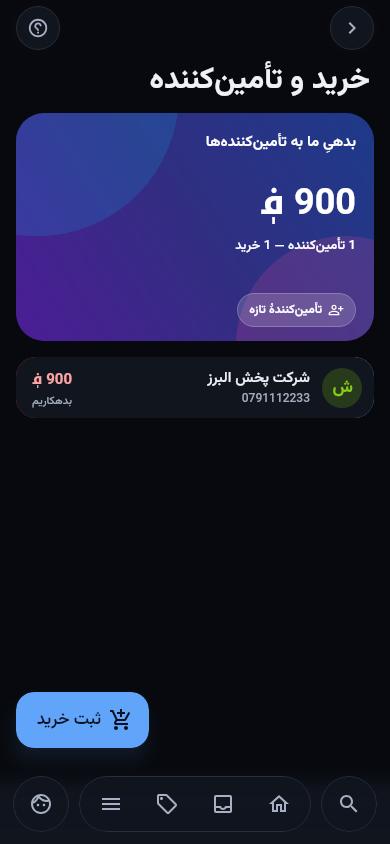 خرید و تأمین‌کننده
بدهیِ ما به تأمین‌کننده‌ها
900 ؋
1 تأمین‌کننده — 1 خرید
تأمین‌کنندهٔ تازه
ش
شرکت پخش البرز
0791112233
900 ؋
بدهکاریم
ثبت خرید